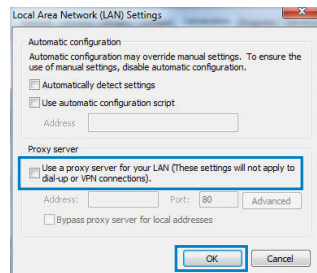 Local Area Network (LAN) Settings
Automatic configuration
Automatic configuration may override manual settings. To ensure the
use of manual settings, disable automatic configuration.
Automatically detect settings
Use automatic configuration script
Address
Proxy server
Use a proxy server for your LAN (These settings will not apply to
dial-up or VPN connections).
Address:
Port: 80
Advanced
Bypass proxy server for local addresses
OK
Cancel